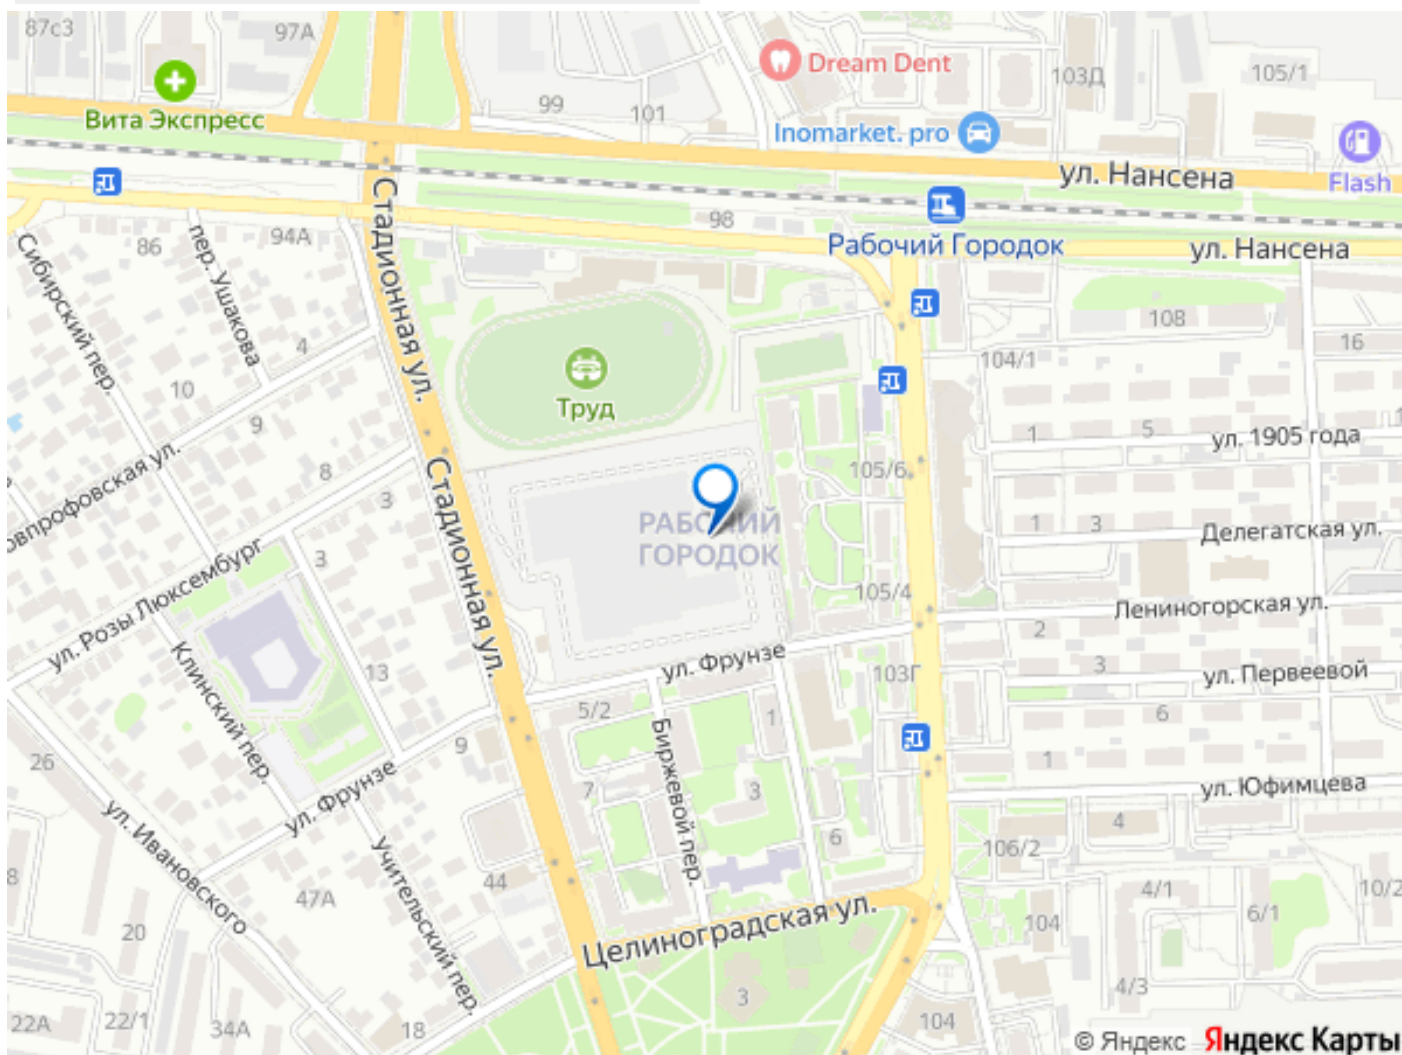 87с3
97А
Dream Dent
103Д
105/1
Вита Экспресс
99
101
Inomarket. pro
Flash
ул. Нансена
98
Рабочий Городок
ул. Нансена
Стадионная ул.
Сибирский пер.
86
пер. Ушакова
94А
4
10
9
8
3
3
13
Труд
108
16
104/1
1
5
ул. 1905 года
105/6
1
3
Делегатская ул.
РАБОЧИЙ
ГОРОДОК
105/4
Лениногорская ул.
2
овпрофовская ул.
ул. Розы Люксембург
Стадионная ул.
Клинский пер.
ул. Фрунзе
103Г
3
ул. Первеевой
6
5/2
1
Биржевой пер.
9
26
1
ул. Юфимцева
7
3
6
4
106/2
ул. Фрунзе
ул. Ивановского
Учительский пер.
44
47А
8
20
4/1
10/2
6/1
104
Целиноградская ул.
3
4/3
22А
22/1
34А
18
104
© Яндекс Яндекс Карты